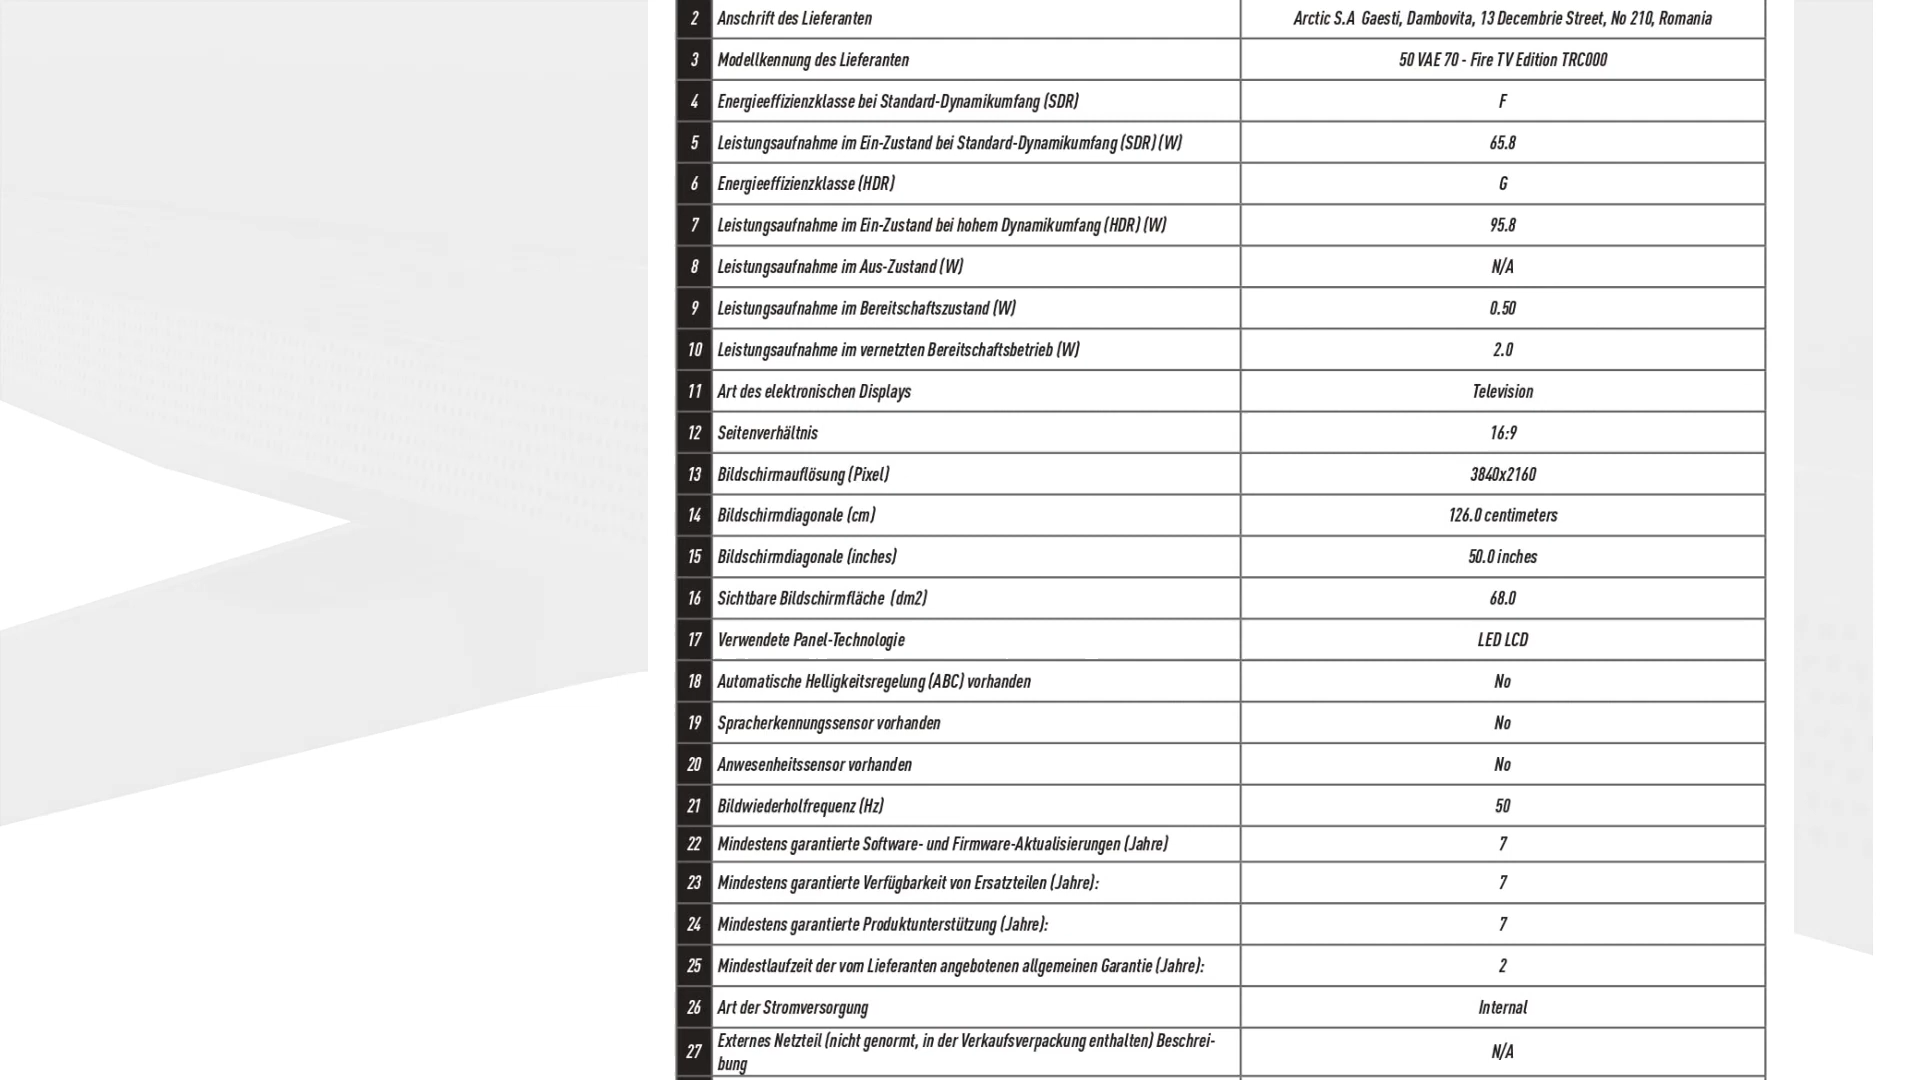 2 Anschrift des Lieferanten Arctic S.A Gaesti, Dambovita, 13 Decembrie Street, No 210, Romania
3 Modellkennung des Lieferanten 50 VAE 70 - Fire TV Edition TRC000
4 Energieeffizienzklasse bei Standard-Dynamikumfang (SDR) F
5 Leistungsaufnahme im Ein-Zustand bei Standard-Dynamikumfang (SDR) (W) 65.8
6 Energieeffizienzklasse (HDR) G
7 Leistungsaufnahme im Ein-Zustand bei hohem Dynamikumfang (HDR) (W) 95.8
8 Leistungsaufnahme im Aus-Zustand (W) N/A
9 Leistungsaufnahme im Bereitschaftszustand (W) 0.50
10 Leistungsaufnahme im vernetzten Bereitschaftsbetrieb (W) 2.0
11 Art des elektronischen Displays Television
12 Seitenverhältnis 16:9
13 Bildschirmauflösung (Pixel) 3840x2160
14 Bildschirmdiagonale (cm) 126.0 centimeters
15 Bildschirmdiagonale (inches) 50.0 inches
16 Sichtbare Bildschirmfläche (dm2) 68.0
17 Verwendete Panel-Technologie LED LCD
18 Automatische Helligkeitsregelung (ABC) vorhanden No
19 Spracherkennungssensor vorhanden No
20 Anwesenheitssensor vorhanden No
21 Bildwiederholfrequenz (Hz) 50
22 Mindestens garantierte Software- und Firmware-Aktualisierungen (Jahre) 7
23 Mindestens garantierte Verfügbarkeit von Ersatzteilen (Jahre): 7
24 Mindestens garantierte Produktunterstützung (Jahre): 7
25 Mindestlaufzeit der vom Lieferanten angebotenen allgemeinen Garantie (Jahre): 2
26 Art der Stromversorgung Internal
27 Externes Netzteil (nicht genormt, in der Verkaufsverpackung enthalten) Beschrei- N/A
bung